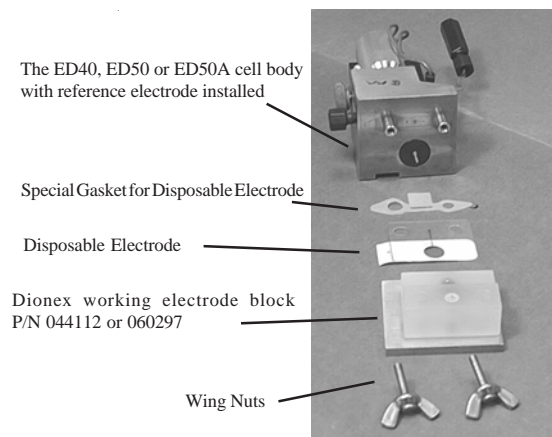 The ED40, ED50 or ED50A cell body
with reference electrode installed
Special Gasket for Disposable Electrode
Disposable Electrode
Dionex working electrode block
P/N 044112 or 060297
Wing Nuts